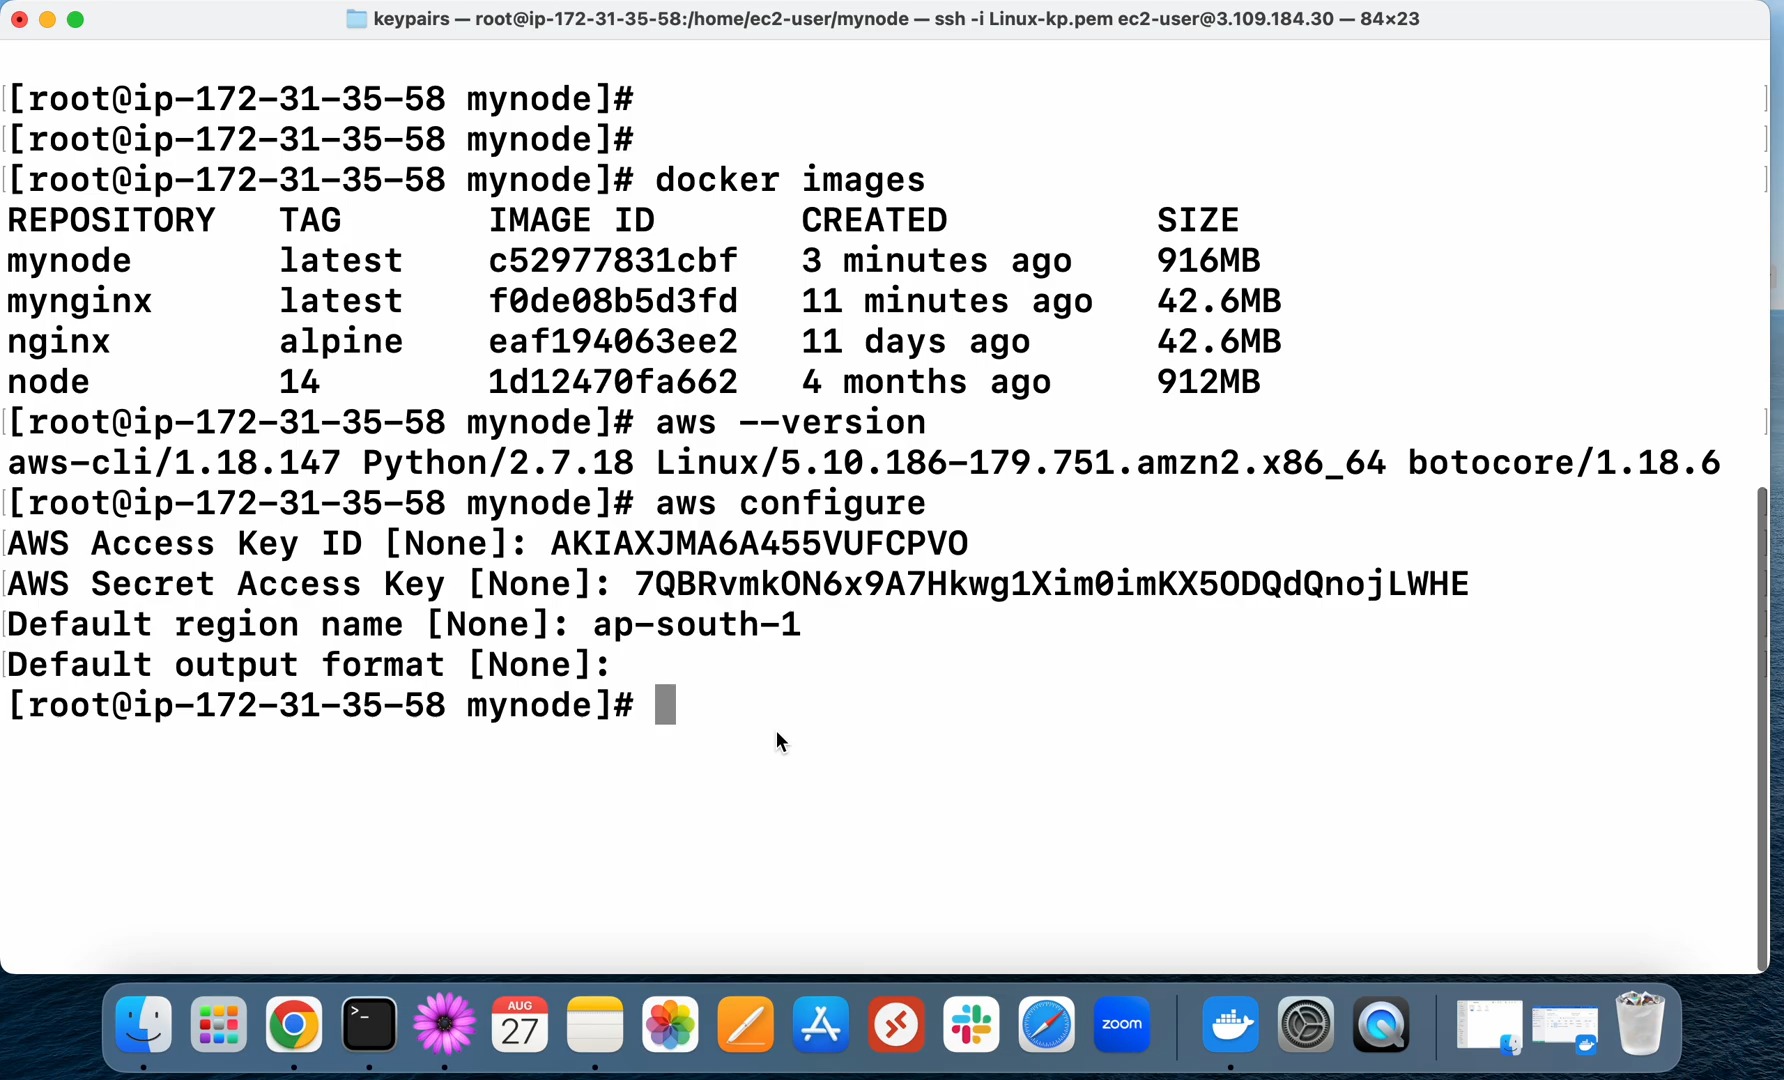 keypairs — root@ip-172-31-35-58:/home/ec2-user/mynode — ssh -i Linux-kp.pem ec2-user@3.109.184.30 — 84×23
[root@ip-172-31-35-58 mynode]#
[root@ip-172-31-35-58 mynode]#
[root@ip-172-31-35-58 mynode]# docker images
REPOSITORY TAG IMAGE ID CREATED SIZE
mynode latest c52977831cbf 3 minutes ago 916MB
mynginx latest f0de08b5d3fd 11 minutes ago 42.6MB
nginx alpine eaf194063ee2 11 days ago 42.6MB
node 14 1d12470fa662 4 months ago 912MB
[root@ip-172-31-35-58 mynode]# aws --version
aws-cli/1.18.147 Python/2.7.18 Linux/5.10.186-179.751.amzn2.x86_64 botocore/1.18.6
[root@ip-172-31-35-58 mynode]# aws configure
AWS Access Key ID [None]: AKIAXJMA6A455VUFCPVO
AWS Secret Access Key [None]: 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
Default region name [None]: ap-south-1
Default output format [None]:
[root@ip-172-31-35-58 mynode]#
AUG
27
zoom